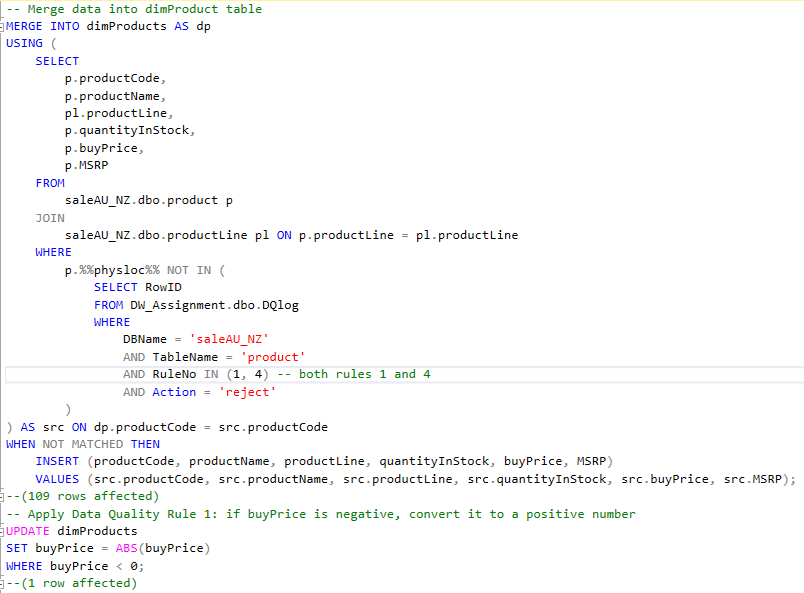 -- Merge data into dimProduct table
MERGE INTO dimProducts AS dp
USING (
    SELECT
        p.productCode,
        p.productName,
        pl.productLine,
        p.quantityInStock,
        p.buyPrice,
        p.MSRP
    FROM
        saleAU_NZ.dbo.product p
    JOIN
        saleAU_NZ.dbo.productLine pl ON p.productLine = pl.productLine
    WHERE
        p.%%physloc%% NOT IN (
            SELECT RowID
            FROM DW_Assignment.dbo.DQlog
            WHERE
                DBName = 'saleAU_NZ'
                AND TableName = 'product'
                AND RuleNo IN (1, 4) -- both rules 1 and 4
                AND Action = 'reject'
        )
) AS src ON dp.productCode = src.productCode
WHEN NOT MATCHED THEN
    INSERT (productCode, productName, productLine, quantityInStock, buyPrice, MSRP)
    VALUES (src.productCode, src.productName, src.productLine, src.quantityInStock, src.buyPrice, src.MSRP);
--(109 rows affected)
-- Apply Data Quality Rule 1: if buyPrice is negative, convert it to a positive number
UPDATE dimProducts
SET buyPrice = ABS(buyPrice)
WHERE buyPrice < 0;
--(1 row affected)